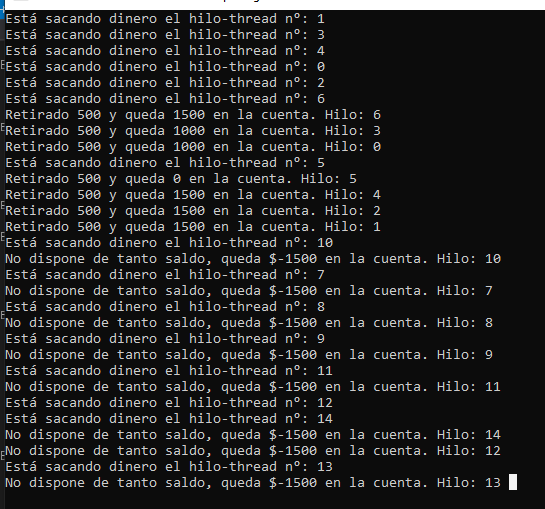 Está sacando dinero el hilo-thread nº: 1
Está sacando dinero el hilo-thread nº: 3
Está sacando dinero el hilo-thread nº: 4
Está sacando dinero el hilo-thread nº: 0
Está sacando dinero el hilo-thread nº: 2
Está sacando dinero el hilo-thread nº: 6
Retirado 500 y queda 1500 en la cuenta. Hilo: 6
Retirado 500 y queda 1000 en la cuenta. Hilo: 3
Retirado 500 y queda 1000 en la cuenta. Hilo: 0
Está sacando dinero el hilo-thread nº: 5
Retirado 500 y queda 0 en la cuenta. Hilo: 5
Retirado 500 y queda 1500 en la cuenta. Hilo: 4
Retirado 500 y queda 1500 en la cuenta. Hilo: 2
Retirado 500 y queda 1500 en la cuenta. Hilo: 1
Está sacando dinero el hilo-thread nº: 10
No dispone de tanto saldo, queda $-1500 en la cuenta. Hilo: 10
Está sacando dinero el hilo-thread nº: 7
No dispone de tanto saldo, queda $-1500 en la cuenta. Hilo: 7
Está sacando dinero el hilo-thread nº: 8
No dispone de tanto saldo, queda $-1500 en la cuenta. Hilo: 8
Está sacando dinero el hilo-thread nº: 9
No dispone de tanto saldo, queda $-1500 en la cuenta. Hilo: 9
Está sacando dinero el hilo-thread nº: 11
No dispone de tanto saldo, queda $-1500 en la cuenta. Hilo: 11
Está sacando dinero el hilo-thread nº: 12
Está sacando dinero el hilo-thread nº: 14
No dispone de tanto saldo, queda $-1500 en la cuenta. Hilo: 14
No dispone de tanto saldo, queda $-1500 en la cuenta. Hilo: 12
Está sacando dinero el hilo-thread nº: 13
No dispone de tanto saldo, queda $-1500 en la cuenta. Hilo: 13